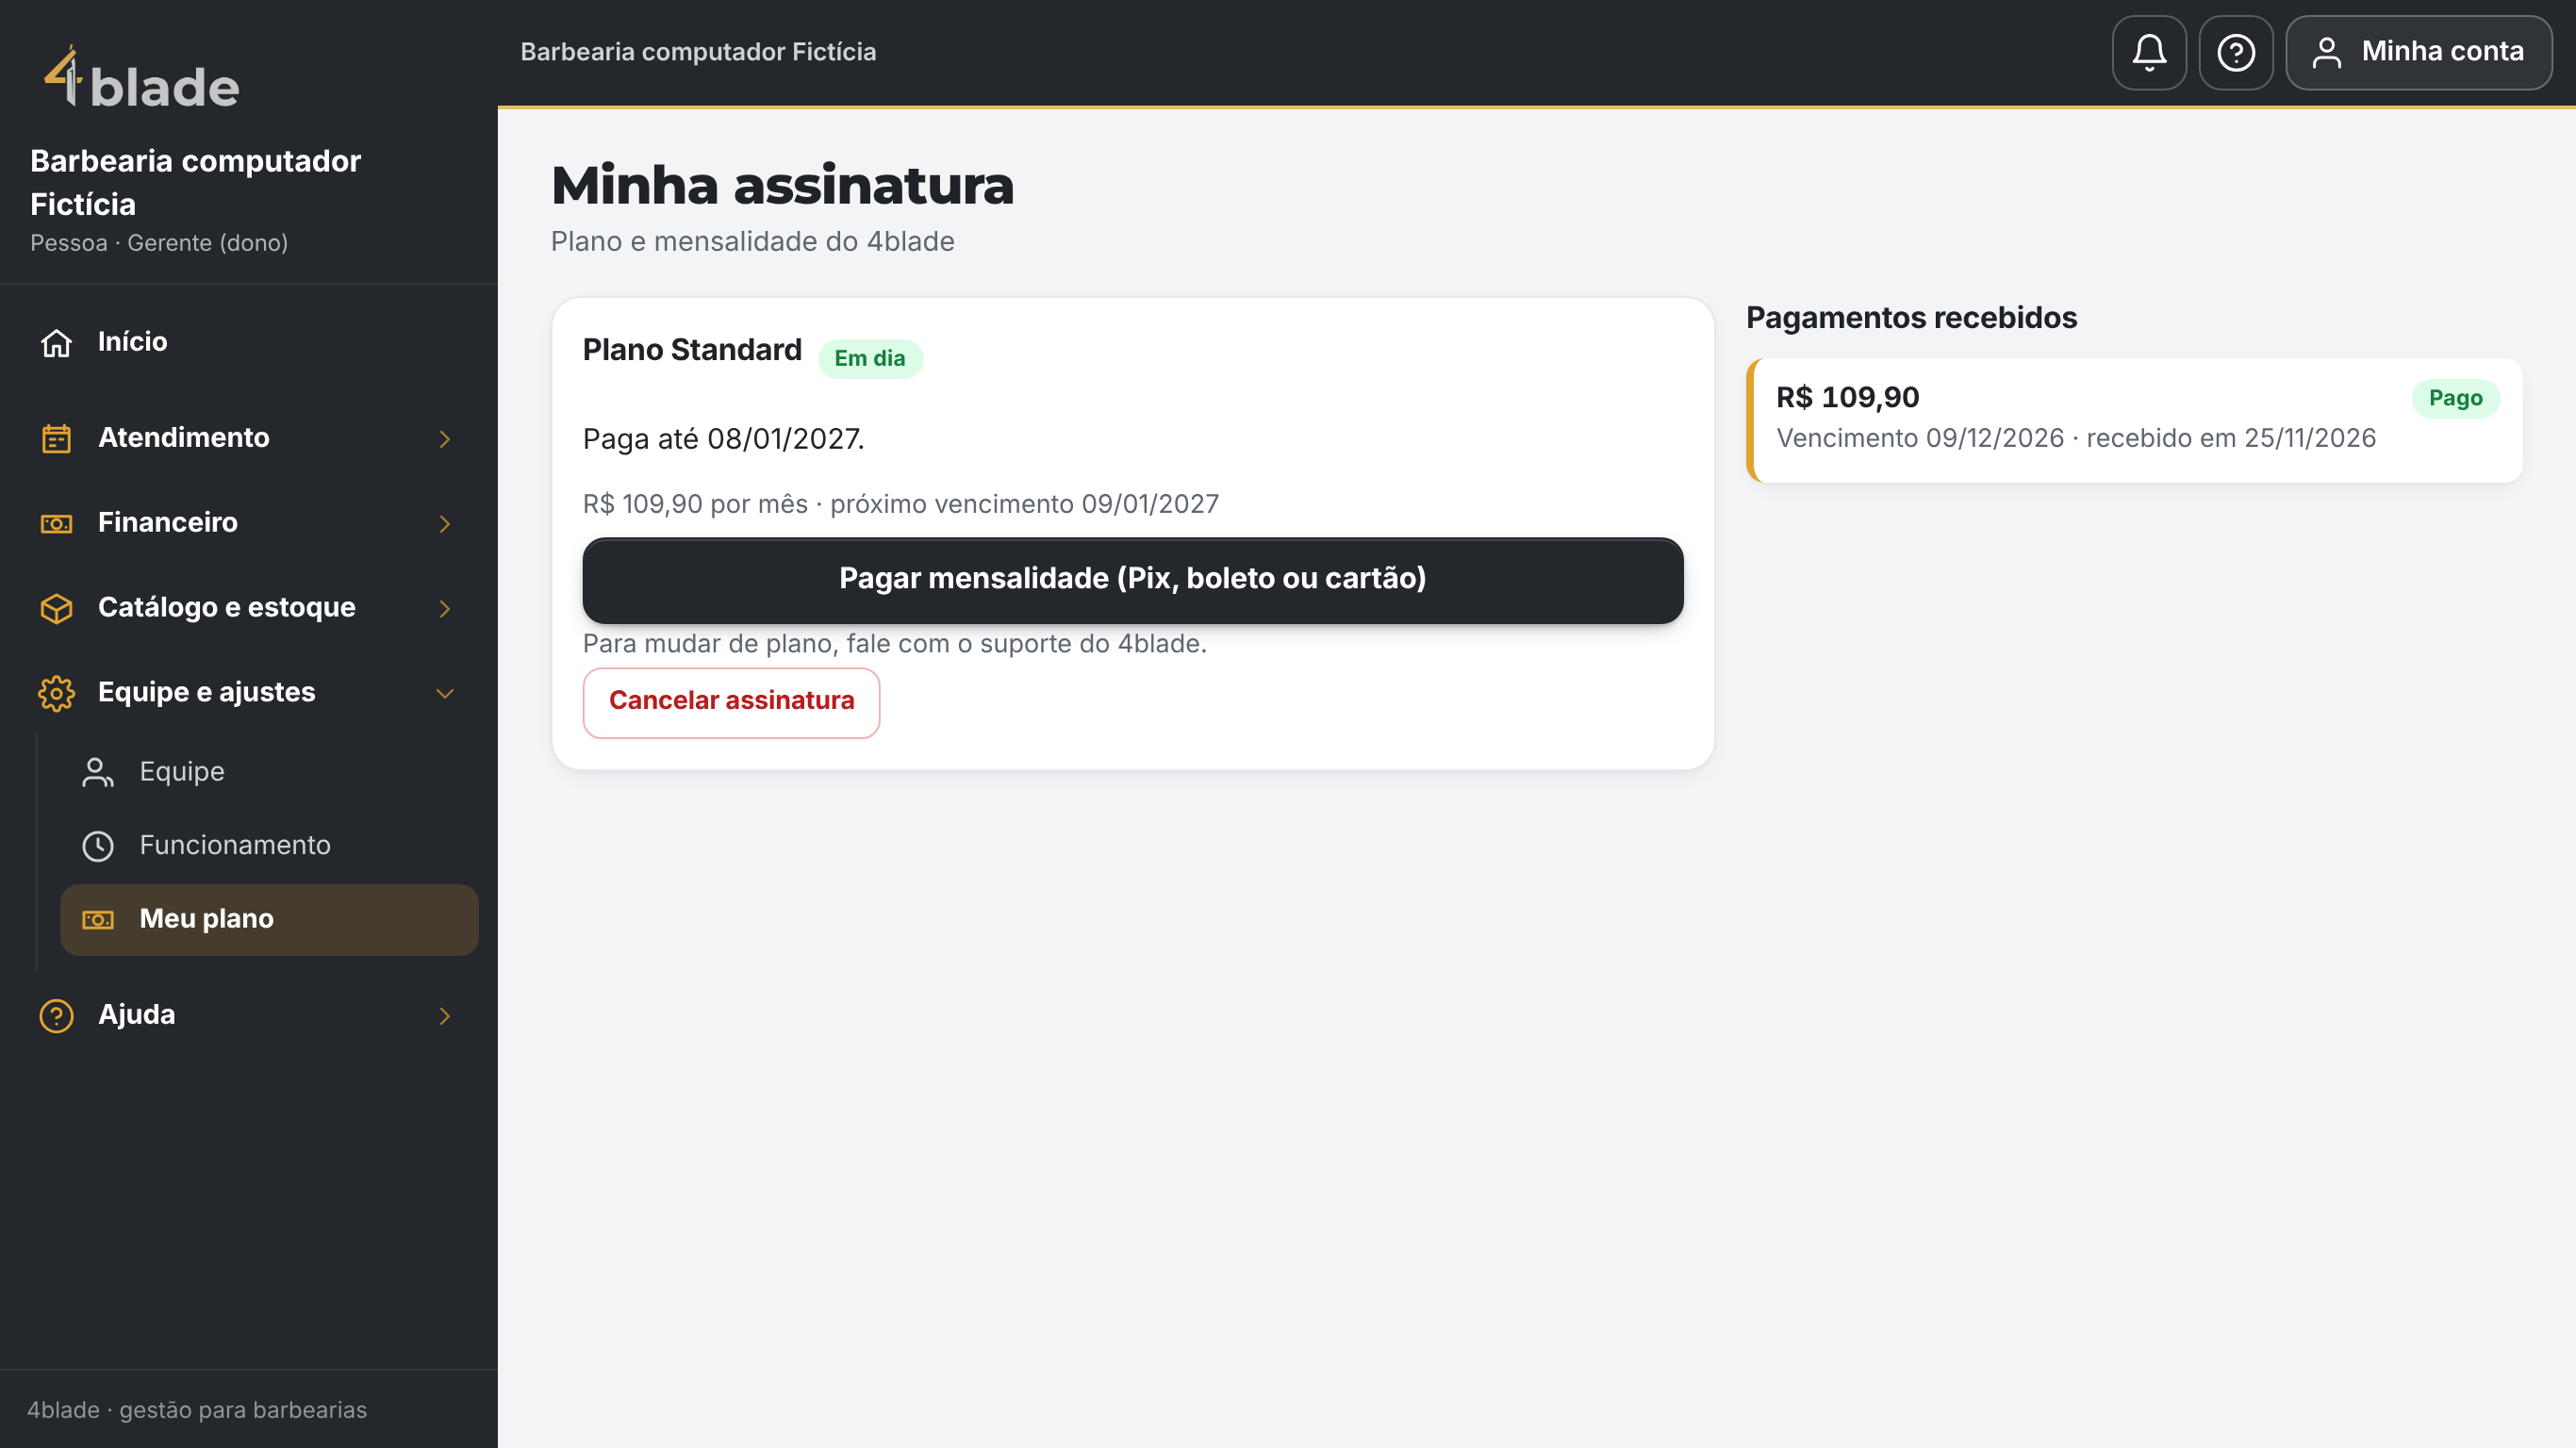 4blade
Barbearia computador
Fictícia
Pessoa · Gerente (dono)
Início
Atendimento
Financeiro
Catálogo e estoque
Equipe e ajustes
Equipe
Funcionamento
Meu plano
Ajuda
4blade · gestão para barbearias
Barbearia computador Fictícia
Minha conta
Minha assinatura
Plano e mensalidade do 4blade
Plano Standard
Em dia
Paga até 08/01/2027.
R$ 109,90 por mês · próximo vencimento 09/01/2027
Pagar mensalidade (Pix, boleto ou cartão)
Para mudar de plano, fale com o suporte do 4blade.
Cancelar assinatura
Pagamentos recebidos
R$ 109,90
Pago
Vencimento 09/12/2026 · recebido em 25/11/2026